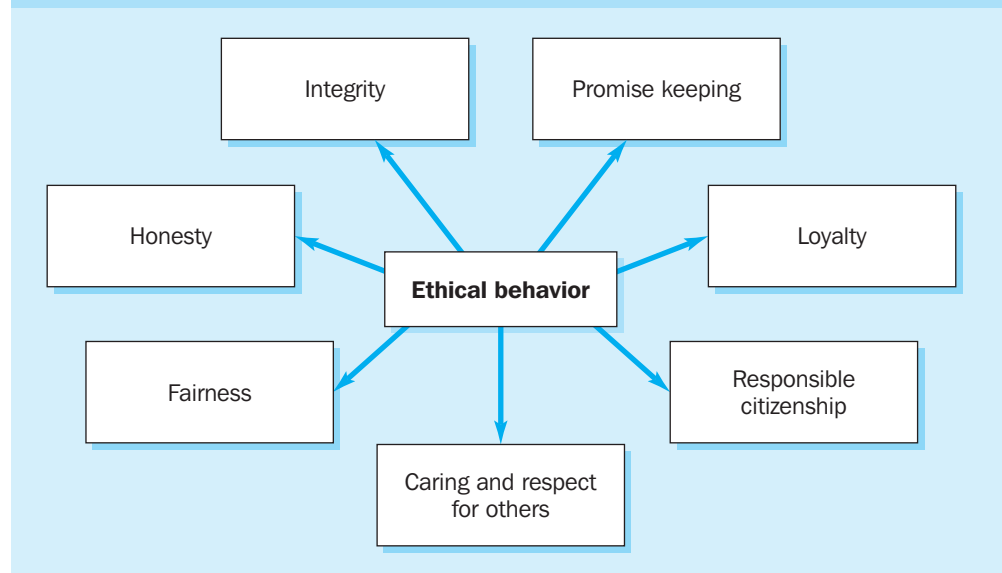 Integrity
Promise keeping
Honesty
Loyalty
Ethical behavior
Fairness
Responsible
citizenship
Caring and respect
for others